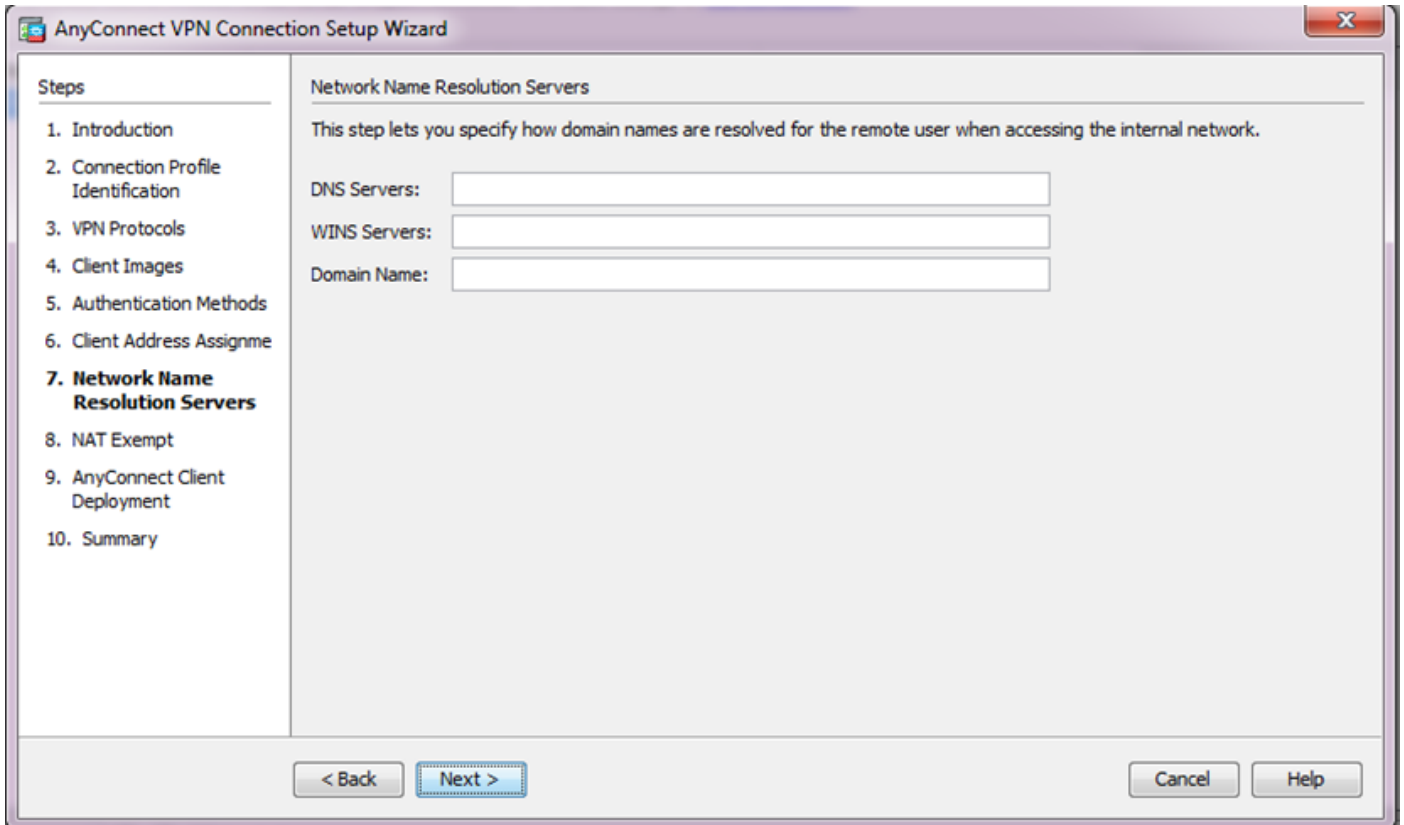 AnyConnect VPN Connection Setup Wizard
Steps
1. Introduction
2. Connection Profile
Identification
3. VPN Protocols
4. Client Images
5. Authentication Methods
6. Client Address Assignme
7. Network Name
Resolution Servers
8. NAT Exempt
9. AnyConnect Client
Deployment
10. Summary
Network Name Resolution Servers
This step lets you specify how domain names are resolved for the remote user when accessing the internal network.
DNS Servers:
WINS Servers:
Domain Name:
< Back
Next >
Cancel
Help